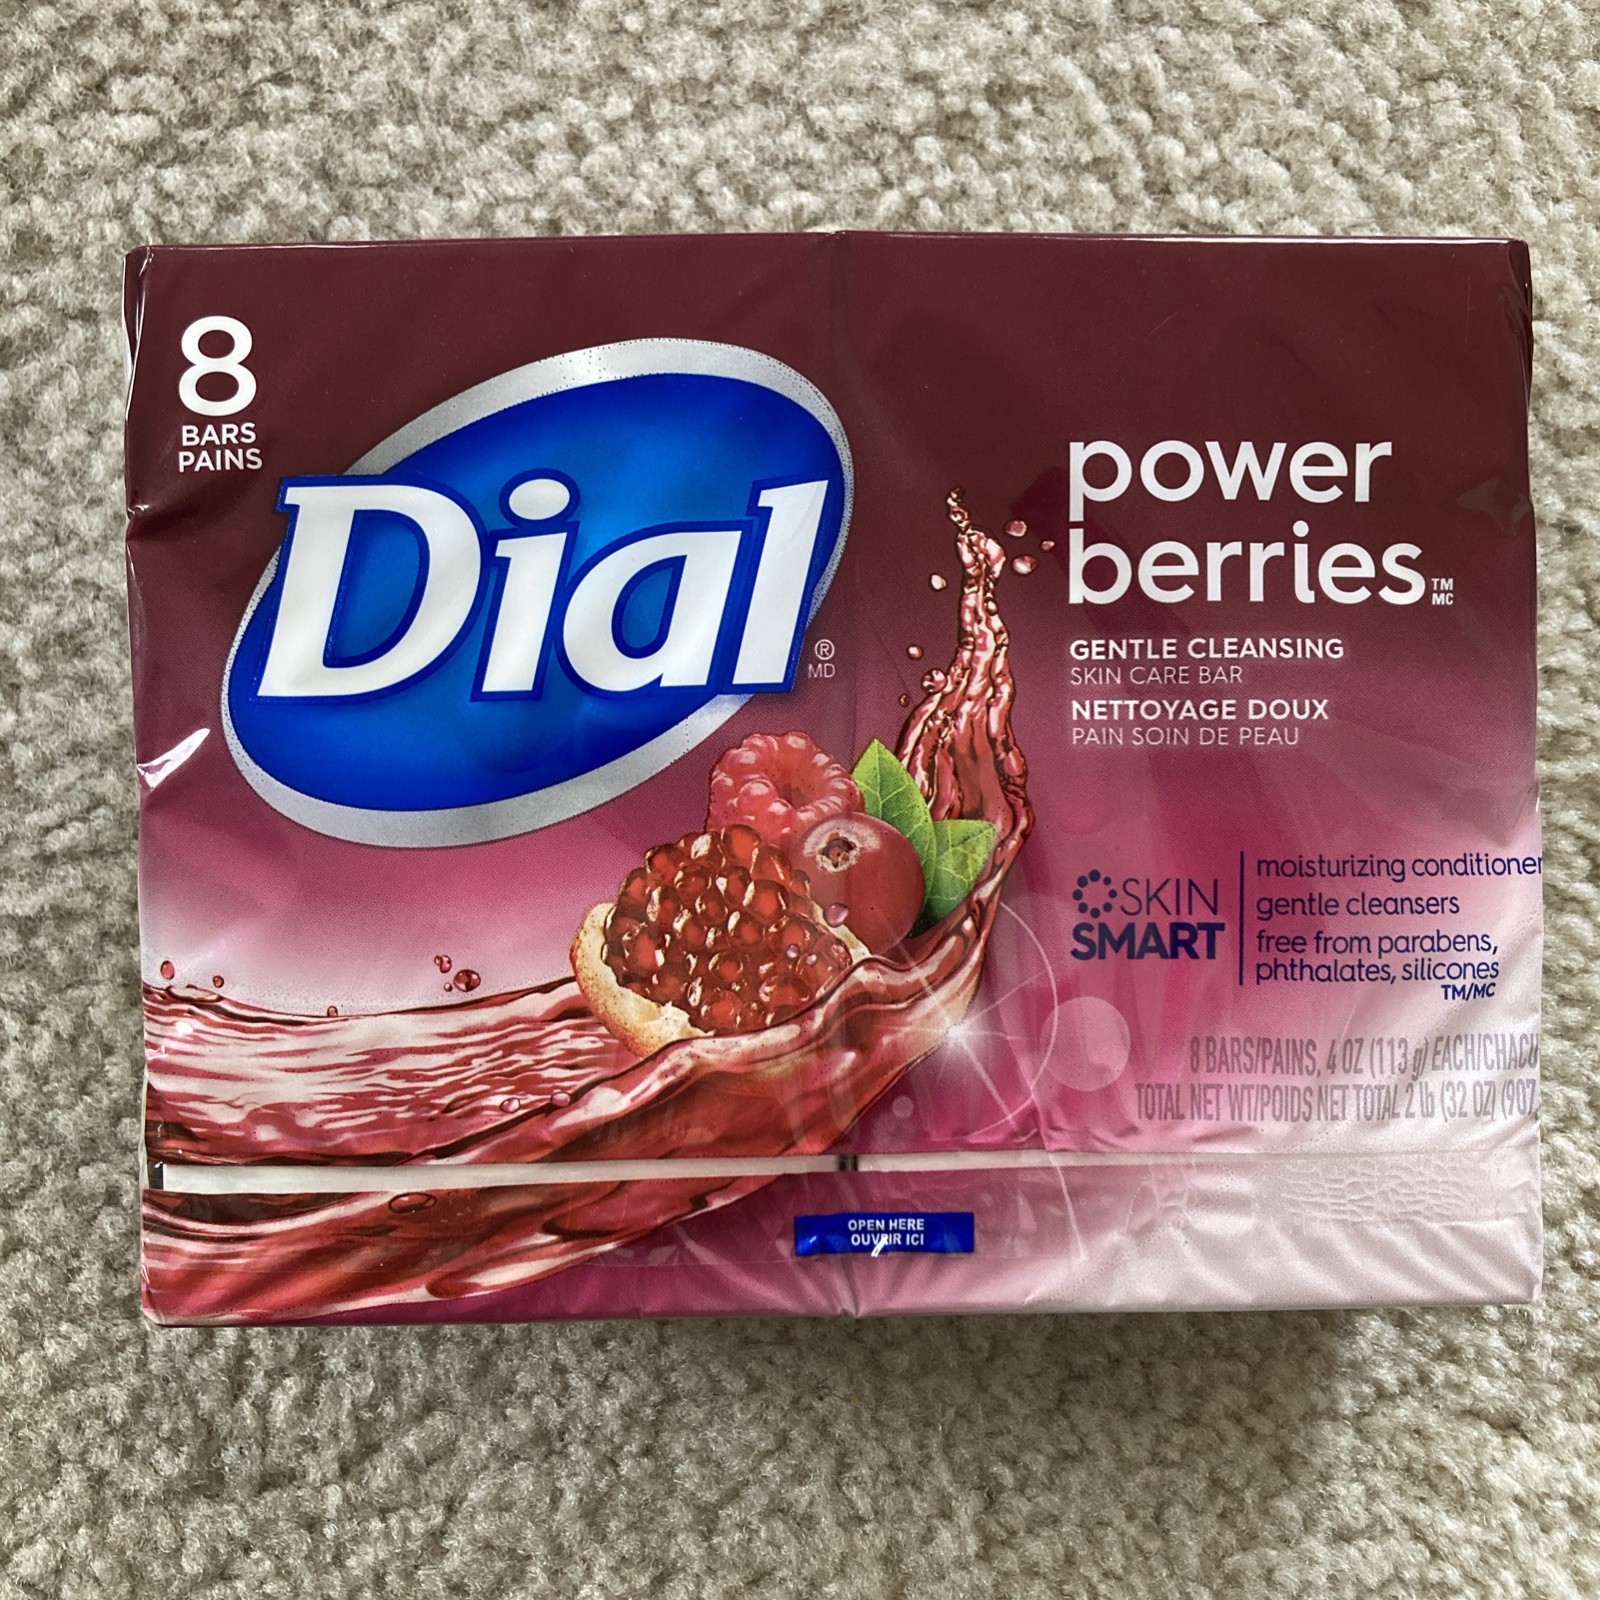 8
BARS
PAINS
Dial
®
MD
power
berries
TM
MC
GENTLE CLEANSING
SKIN CARE BAR
NETTOYAGE DOUX
PAIN SOIN DE PEAU
SKIN
SMART
moisturizing conditioner
gentle cleansers
free from parabens,
phthalates, silicones
TM/MC
8 BARS/PAINS, 4 OZ (113 g) EACH/CHACU
TOTAL NET WT/POIDS NET TOTAL 2 lb (32 OZ) (907
OPEN HERE
OUVRIR ICI